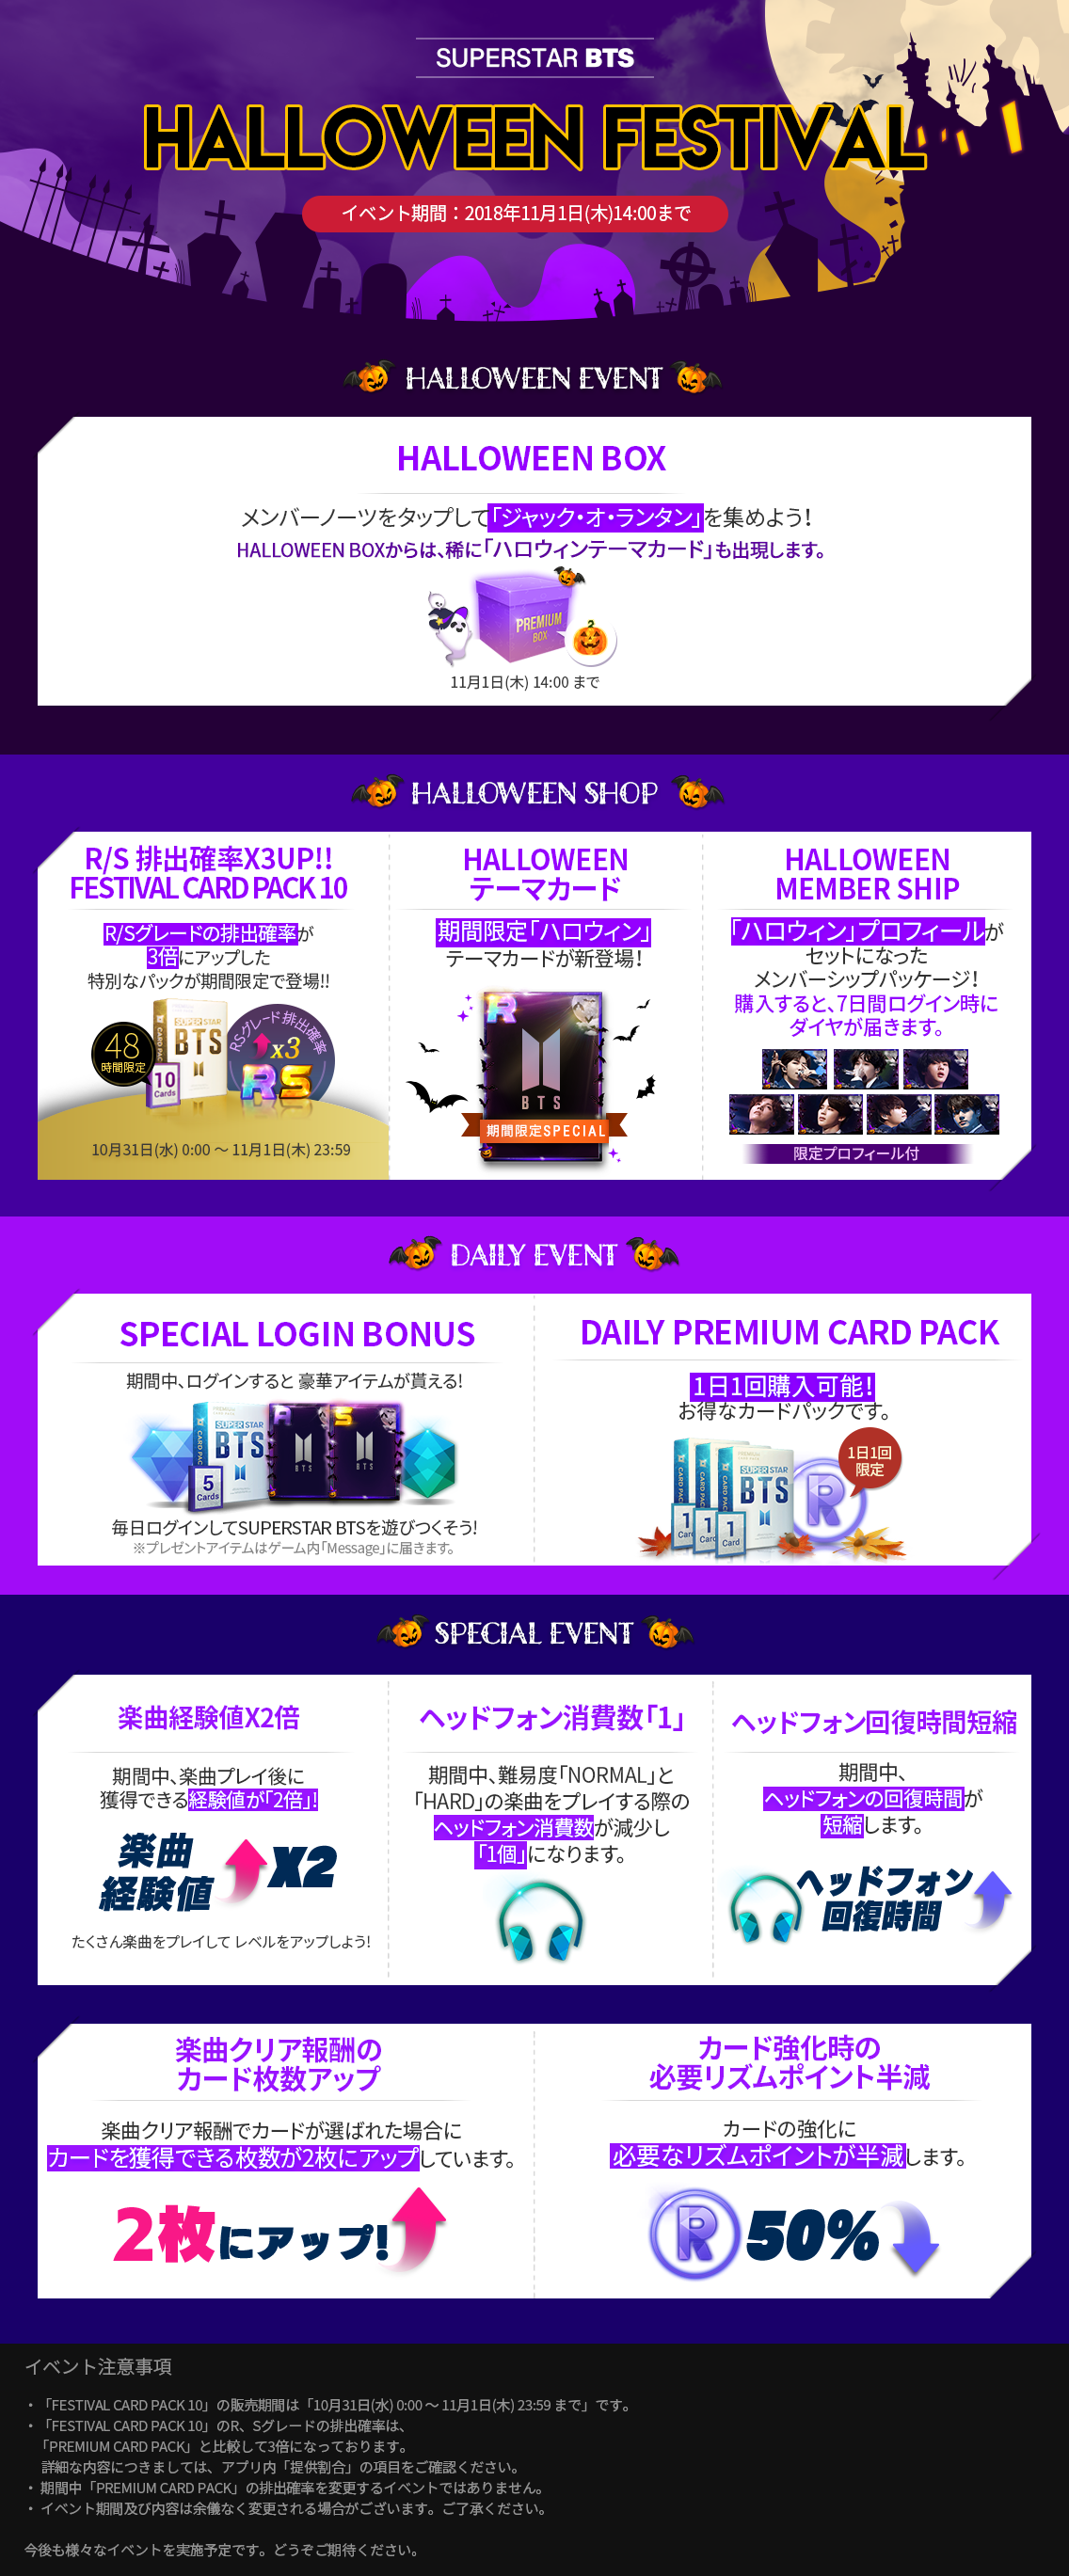 SUPERSTAR BTS
HALLOWEEN FESTIVAL
イベント期間：2018年11月1日(木)14:00まで
HALLOWEEN EVENT
HALLOWEEN BOX
メンバーノーツをタップして「ジャック・オ・ランタン」を集めよう！
HALLOWEEN BOXからは、稀に「ハロウィンテーマカード」も出現します。
PREMIUM
BOX
11月1日(木) 14:00 まで
HALLOWEEN SHOP
R/S 排出確率X3UP!!
FESTIVAL CARD PACK 10
R/Sグレードの排出確率が
3倍にアップした
特別なパックが期間限定で登場!!
48
時間限定
SUPER STAR
BTS
CARD PACK
10
Cards
RSグレード排出確率
x3
RS
10月31日(水) 0:00 〜 11月1日(木) 23:59
HALLOWEEN
テーマカード
期間限定「ハロウィン」
テーマカードが新登場！
R
BTS
期間限定SPECIAL
HALLOWEEN
MEMBER SHIP
「ハロウィン」プロフィールが
セットになった
メンバーシップパッケージ！
購入すると、7日間ログイン時に
ダイヤが届きます。
限定プロフィール付
DAILY EVENT
SPECIAL LOGIN BONUS
期間中、ログインすると 豪華アイテムが貰える!
SUPER STAR
BTS
CARD PACK
5
Cards
A
BTS
S
BTS
毎日ログインしてSUPERSTAR BTSを遊びつくそう!
※プレゼントアイテムはゲーム内「Message」に届きます。
DAILY PREMIUM CARD PACK
1日1回購入可能！
お得なカードパックです。
1日1回
限定
CARD PACK
CARD PACK
CARD PACK
SUPER STAR
BTS
1
1
1
Card
R
SPECIAL EVENT
楽曲経験値X2倍
期間中、楽曲プレイ後に
獲得できる経験値が「2倍」!
楽曲
経験値
X2
たくさん楽曲をプレイして レベルをアップしよう!
ヘッドフォン消費数「1」
期間中、難易度「NORMAL」と
「HARD」の楽曲をプレイする際の
ヘッドフォン消費数が減少し
「1個」になります。
ヘッドフォン回復時間短縮
期間中、
ヘッドフォンの回復時間が
短縮します。
ヘッドフォン
回復時間
楽曲クリア報酬の
カード枚数アップ
楽曲クリア報酬でカードが選ばれた場合に
カードを獲得できる枚数が2枚にアップしています。
2枚にアップ!
カード強化時の
必要リズムポイント半減
カードの強化に
必要なリズムポイントが半減します。
R
50%
イベント注意事項
・「FESTIVAL CARD PACK 10」の販売期間は「10月31日(水) 0:00 〜 11月1日(木) 23:59 まで」です。
・「FESTIVAL CARD PACK 10」のR、Sグレードの排出確率は、
「PREMIUM CARD PACK」と比較して3倍になっております。
詳細な内容につきましては、アプリ内「提供割合」の項目をご確認ください。
・期間中「PREMIUM CARD PACK」の排出確率を変更するイベントではありません。
・イベント期間及び内容は余儀なく変更される場合がございます。ご了承ください。
今後も様々なイベントを実施予定です。どうぞご期待ください。